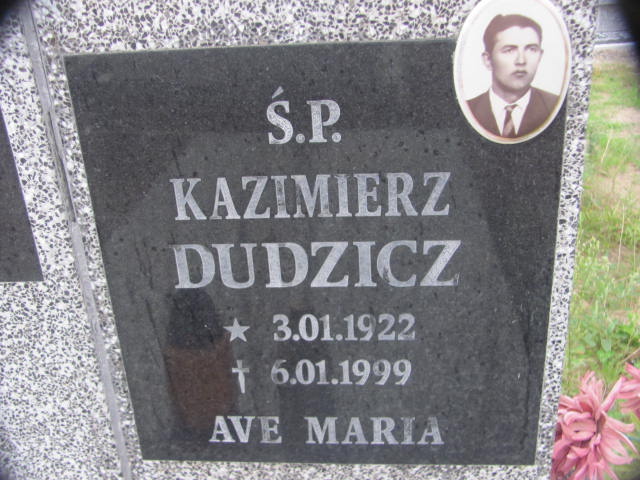 Ś.P.
KAZIMIERZ
DUDZICZ
★ 3.01.1922
✝ 6.01.1999
AVE MARIA